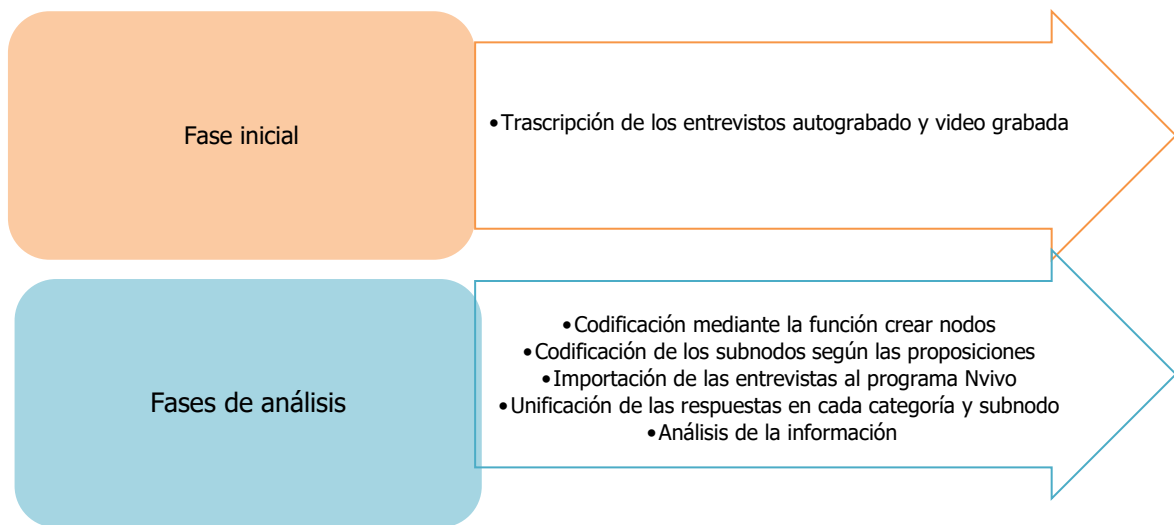 Fase inicial
•Trascripción de los entrevistos autograbado y video grabada
Fases de análisis
•Codificación mediante la función crear nodos
•Codificación de los subnodos según las proposiciones
•Importación de las entrevistas al programa Nvivo
•Unificación de las respuestas en cada categoría y subnodo
•Análisis de la información